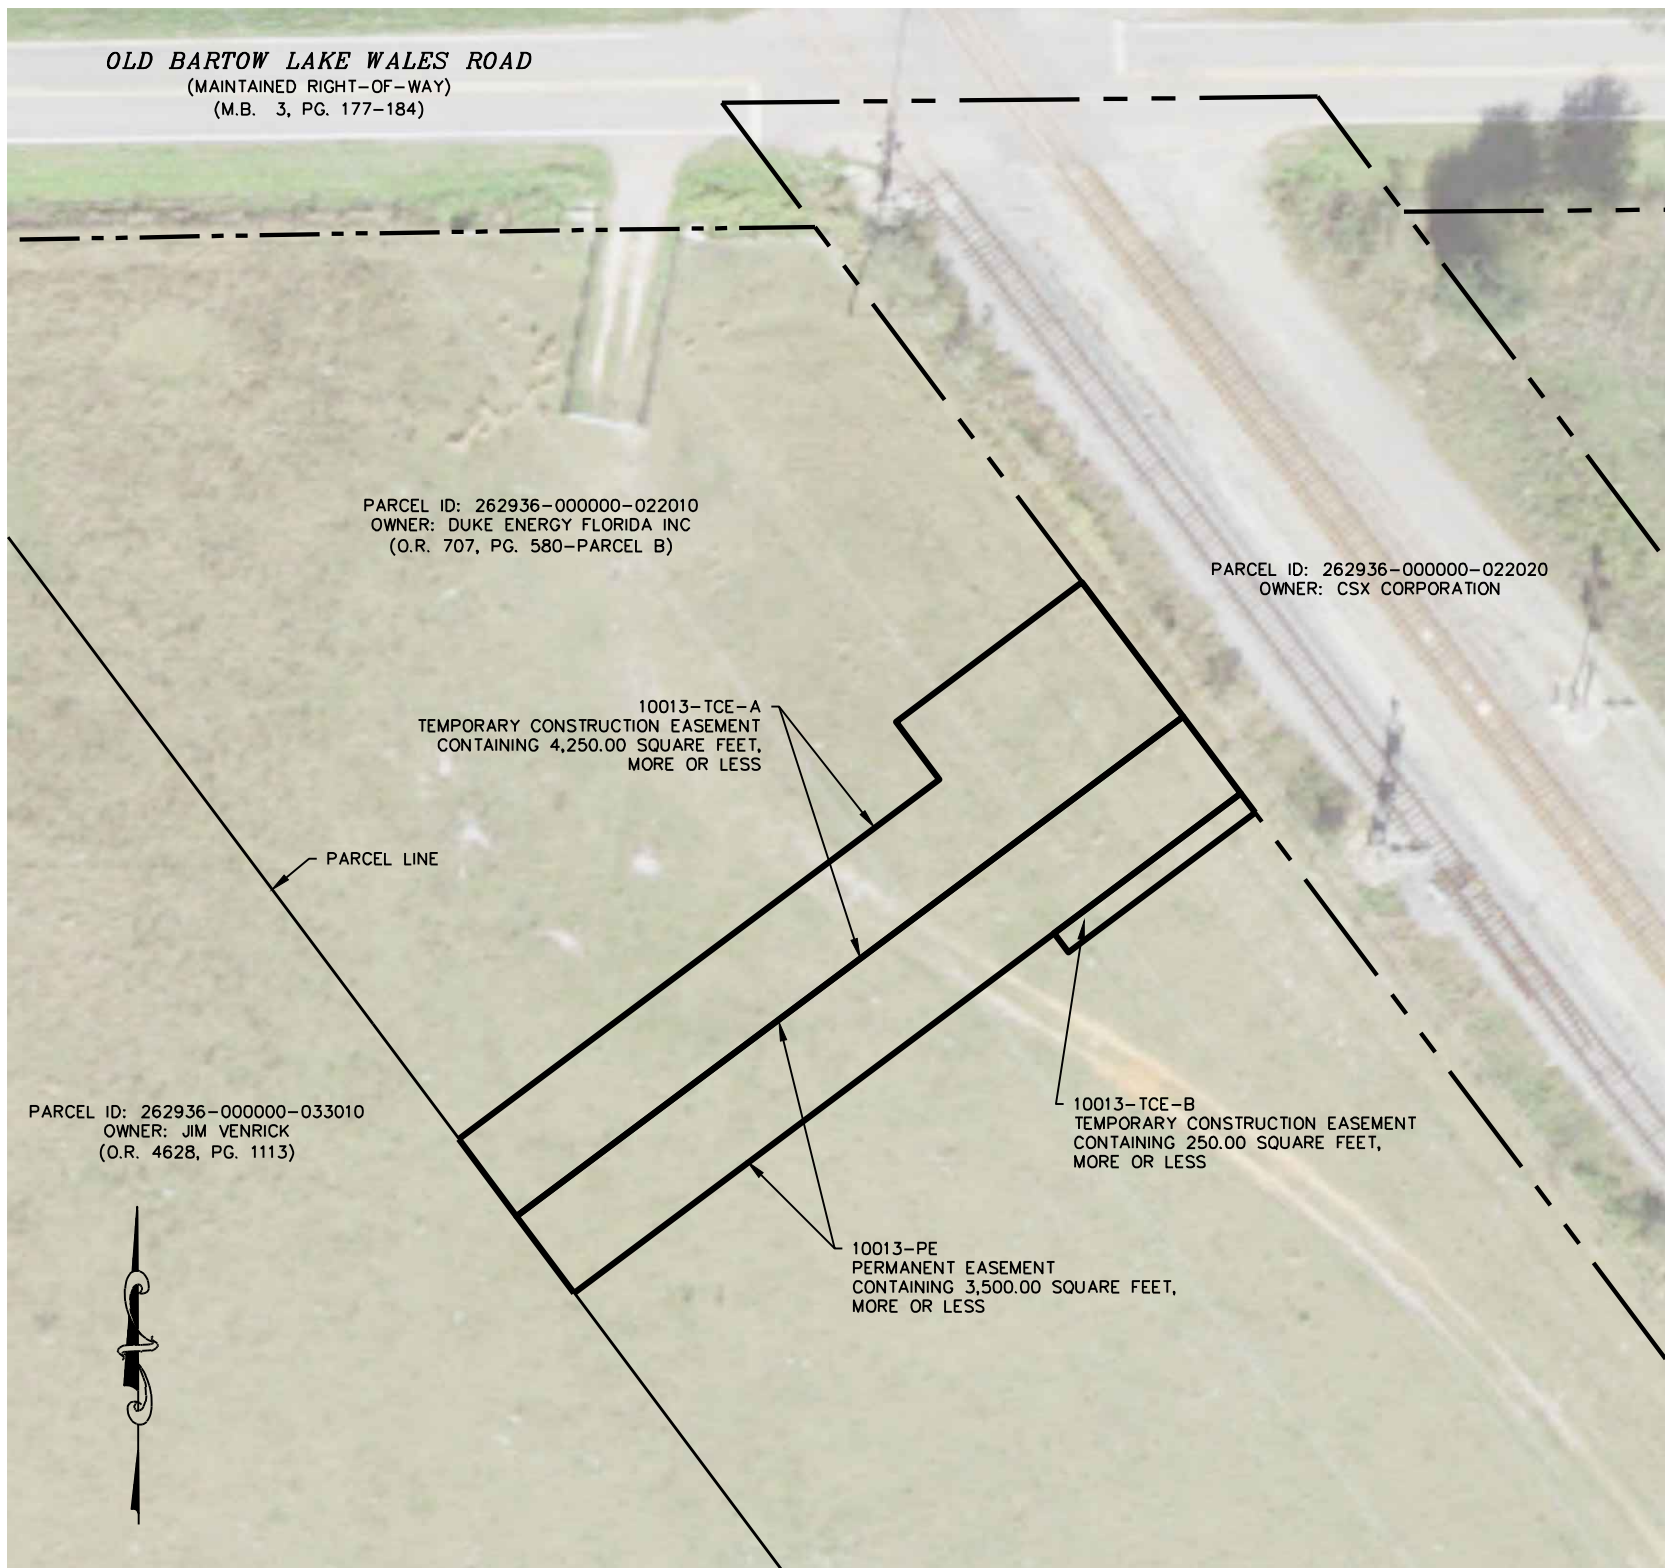 OLD BARTOW LAKE WALES ROAD
(MAINTAINED RIGHT-OF-WAY)
(M.B. 3, PG. 177-184)
PARCEL ID: 262936-000000-022010
OWNER: DUKE ENERGY FLORIDA INC
(O.R. 707, PG. 580-PARCEL B)
PARCEL ID: 262936-000000-022020
OWNER: CSX CORPORATION
10013-TCE-A
TEMPORARY CONSTRUCTION EASEMENT
CONTAINING 4,250.00 SQUARE FEET,
MORE OR LESS
PARCEL LINE
PARCEL ID: 262936-000000-033010
OWNER: JIM VENRICK
(O.R. 4628, PG. 1113)
10013-TCE-B
TEMPORARY CONSTRUCTION EASEMENT
CONTAINING 250.00 SQUARE FEET,
MORE OR LESS
10013-PE
PERMANENT EASEMENT
CONTAINING 3,500.00 SQUARE FEET,
MORE OR LESS